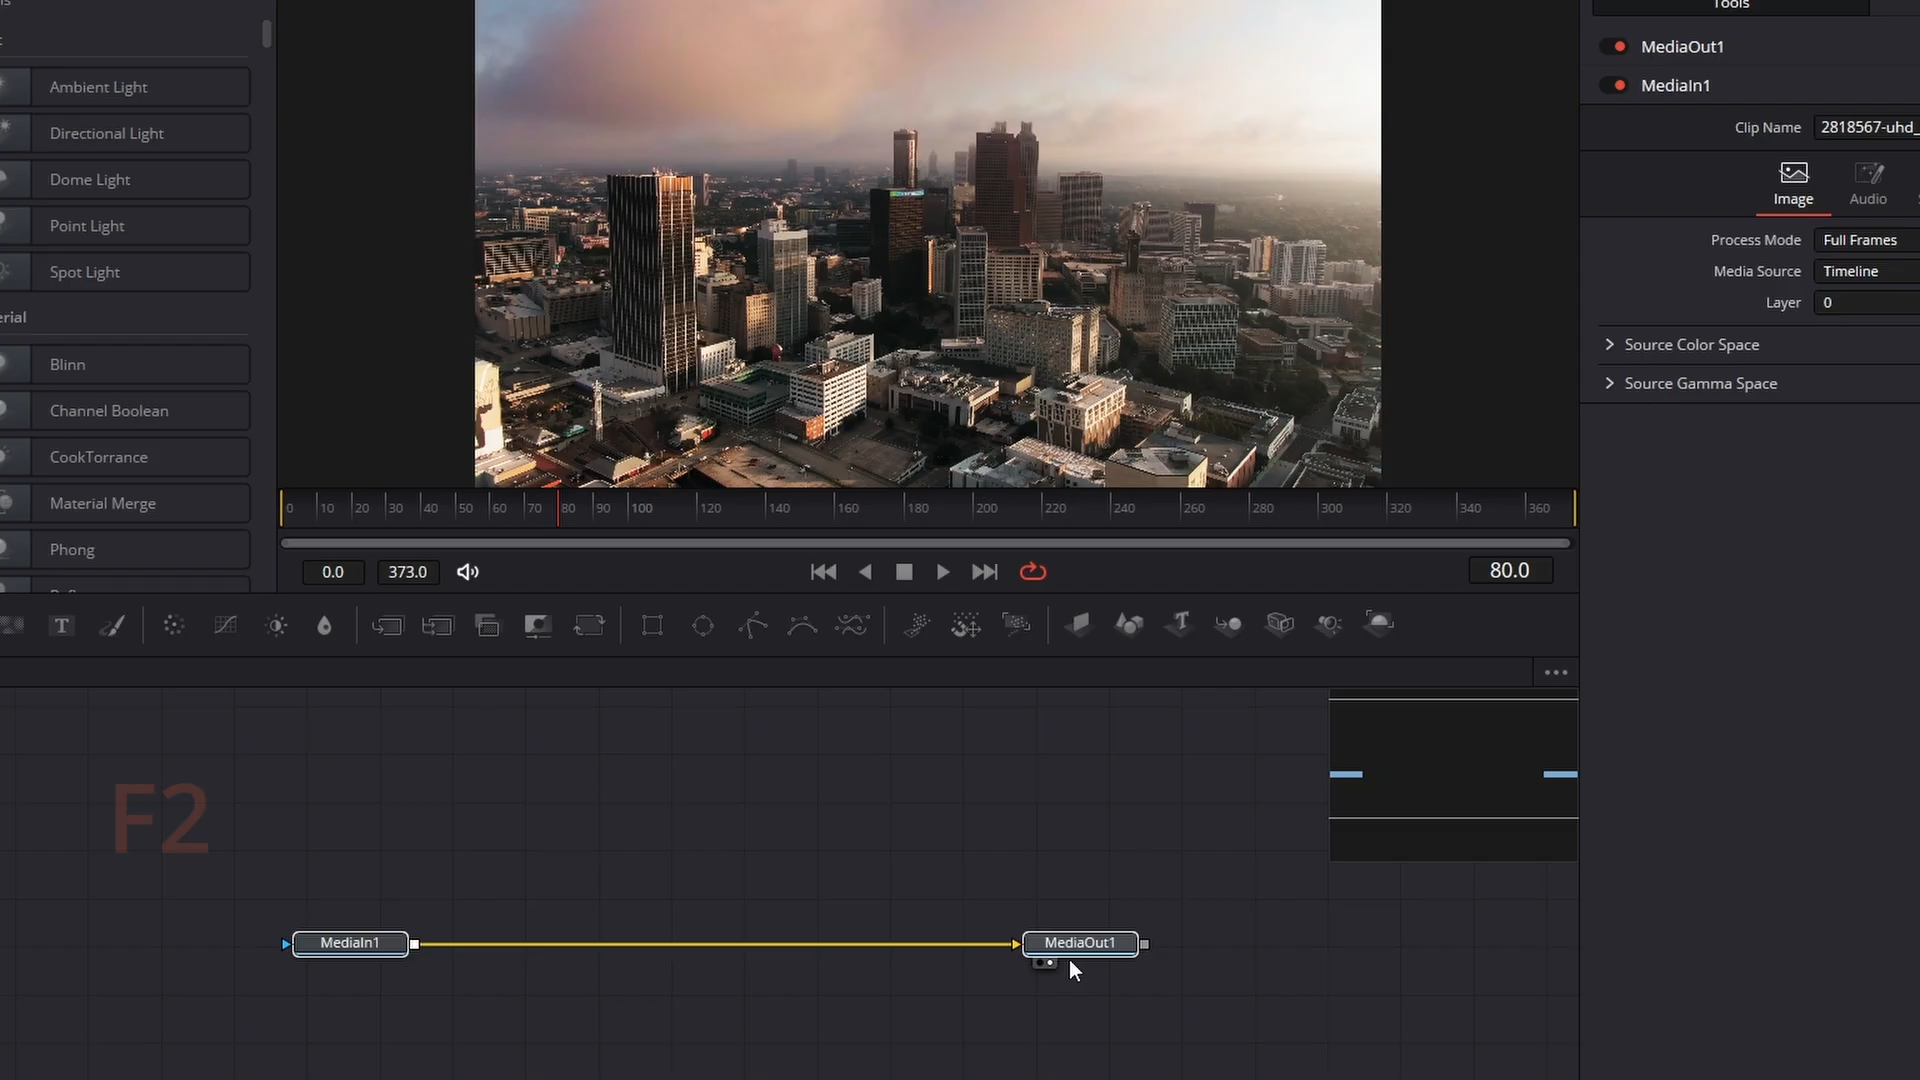 Tools
MediaOut1
MediaIn1
Clip Name 2818567-uhd_
Image Audio
Process Mode Full Frames
Media Source Timeline
Layer 0
Source Color Space
Source Gamma Space
Ambient Light
Directional Light
Dome Light
Point Light
Spot Light
erial
Blinn
Channel Boolean
CookTorrance
Material Merge
Phong
0 10 20 30 40 50 60 70 80 90 100 120 140 160 180 200 220 240 260 280 300 320 340 360
0.0 373.0 80.0
T T
F2
MediaIn1 MediaOut1